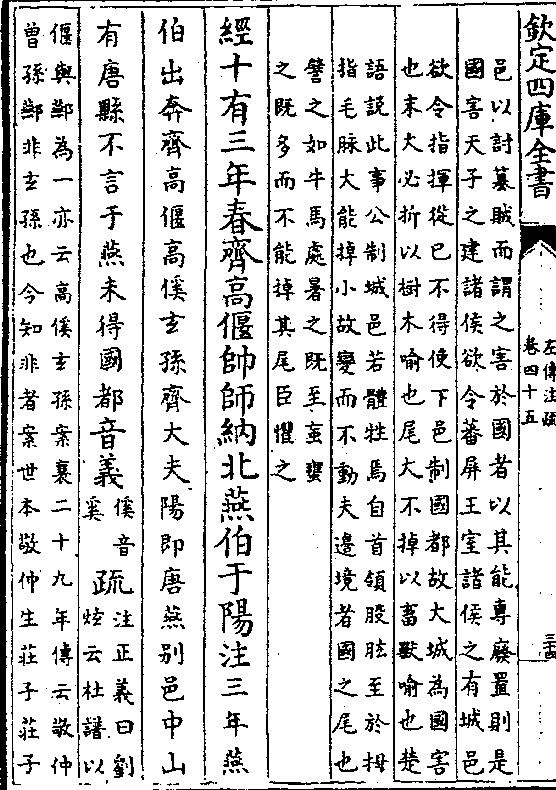 欽定四庫全書
左傳注疏
卷四十五
邑以討篡賊而謂之害於國者以其能專廢置則是
國害天子之建諸侯欲令蕃屏王室諸侯之有城邑
欲令指揮從已不得使下邑制國都故大城為國害
也末大必折以樹木喻也尾大不掉以畜獸喻也楚
語說此事公制城邑若體牲焉自首領股肱至於拇
指毛脉大能掉小故變而不動夫邊境者國之尾也
譬之如牛馬處暑之既至䖟
之既多而不能掉其尾臣懼之
經十有三年春齊高偃帥師納北燕伯于陽注三年燕
伯出奔齊高偃高傒玄孫齊大夫陽即唐燕别邑中山
有唐縣不言于燕未得國都音義
傒音
奚
疏
注正義曰劉
炫云杜譜以
偃與酀為一亦云高傒玄孫案襄二十九年傳云敬仲
曾孫酀非玄孫也今知非者案世本敬仲生莊子莊子